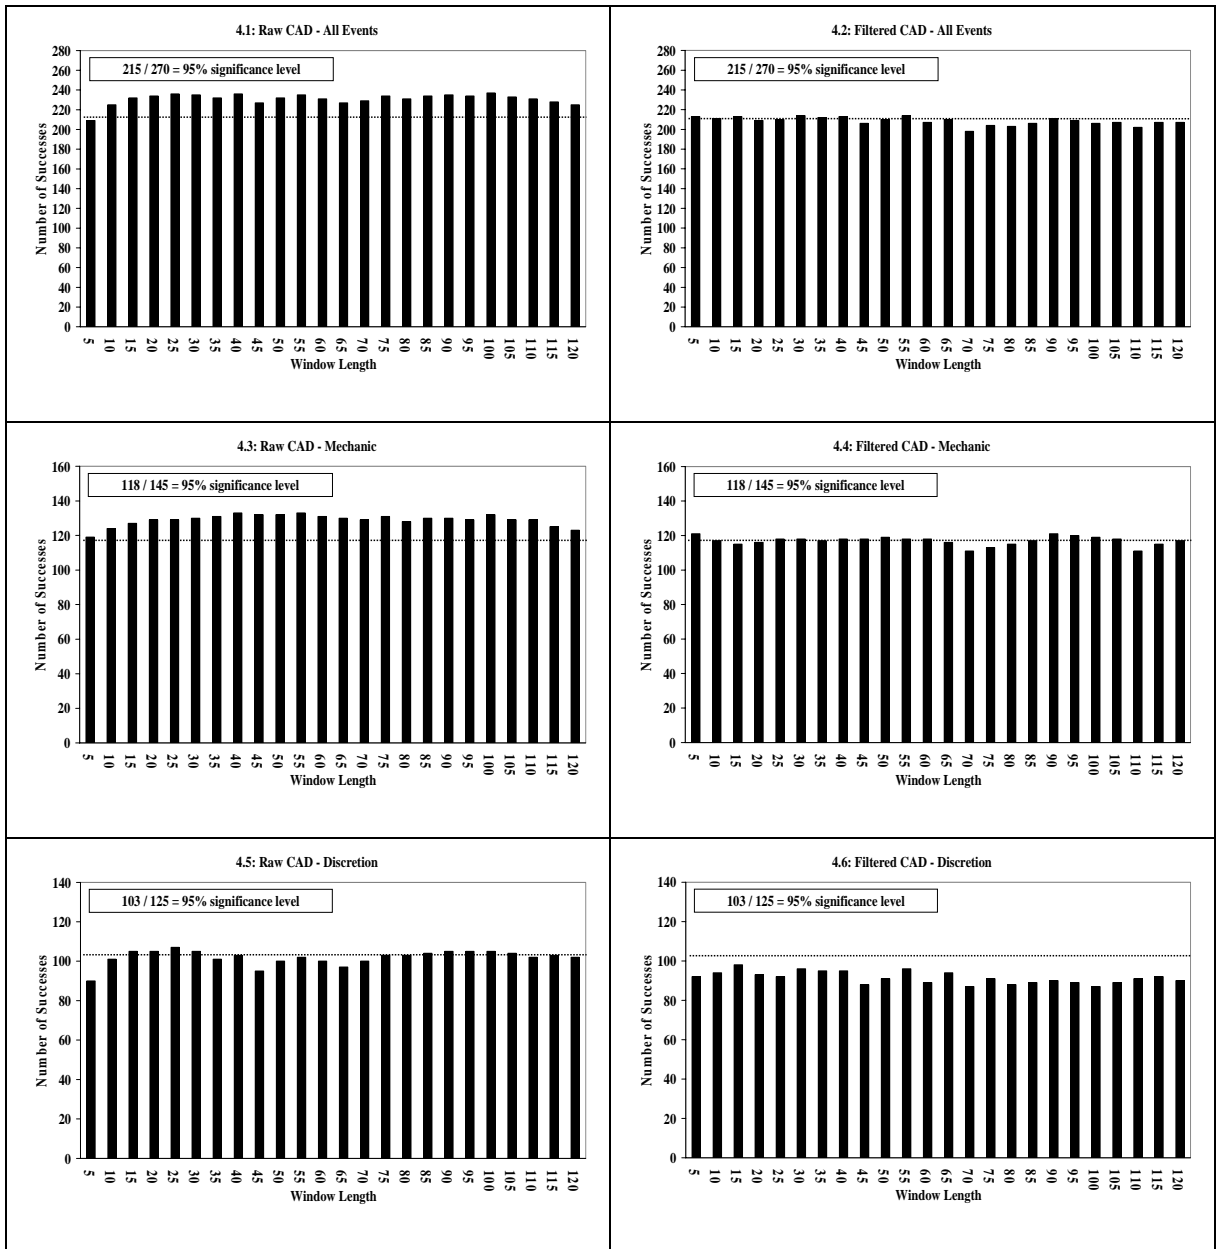 4.1: Raw CAD - All Events
215 / 270 = 95% significance level
Number of Successes
280
260
240
220
200
180
160
140
120
100
80
60
40
20
0
5 10 15 20 25 30 35 40 45 50 55 60 65 70 75 80 85 90 95 100 105 110 115 120
Window Length
4.2: Filtered CAD - All Events
215 / 270 = 95% significance level
Number of Successes
280
260
240
220
200
180
160
140
120
100
80
60
40
20
0
5 10 15 20 25 30 35 40 45 50 55 60 65 70 75 80 85 90 95 100 105 110 115 120
Window Length
4.3: Raw CAD - Mechanic
118 / 145 = 95% significance level
Number of Successes
160
140
120
100
80
60
40
20
0
5 10 15 20 25 30 35 40 45 50 55 60 65 70 75 80 85 90 95 100 105 110 115 120
Window Length
4.4: Filtered CAD - Mechanic
118 / 145 = 95% significance level
Number of Successes
160
140
120
100
80
60
40
20
0
5 10 15 20 25 30 35 40 45 50 55 60 65 70 75 80 85 90 95 100 105 110 115 120
Window Length
4.5: Raw CAD - Discretion
103 / 125 = 95% significance level
Number of Successes
140
120
100
80
60
40
20
0
5 10 15 20 25 30 35 40 45 50 55 60 65 70 75 80 85 90 95 100 105 110 115 120
Window Length
4.6: Filtered CAD - Discretion
103 / 125 = 95% significance level
Number of Successes
140
120
100
80
60
40
20
0
5 10 15 20 25 30 35 40 45 50 55 60 65 70 75 80 85 90 95 100 105 110 115 120
Window Length